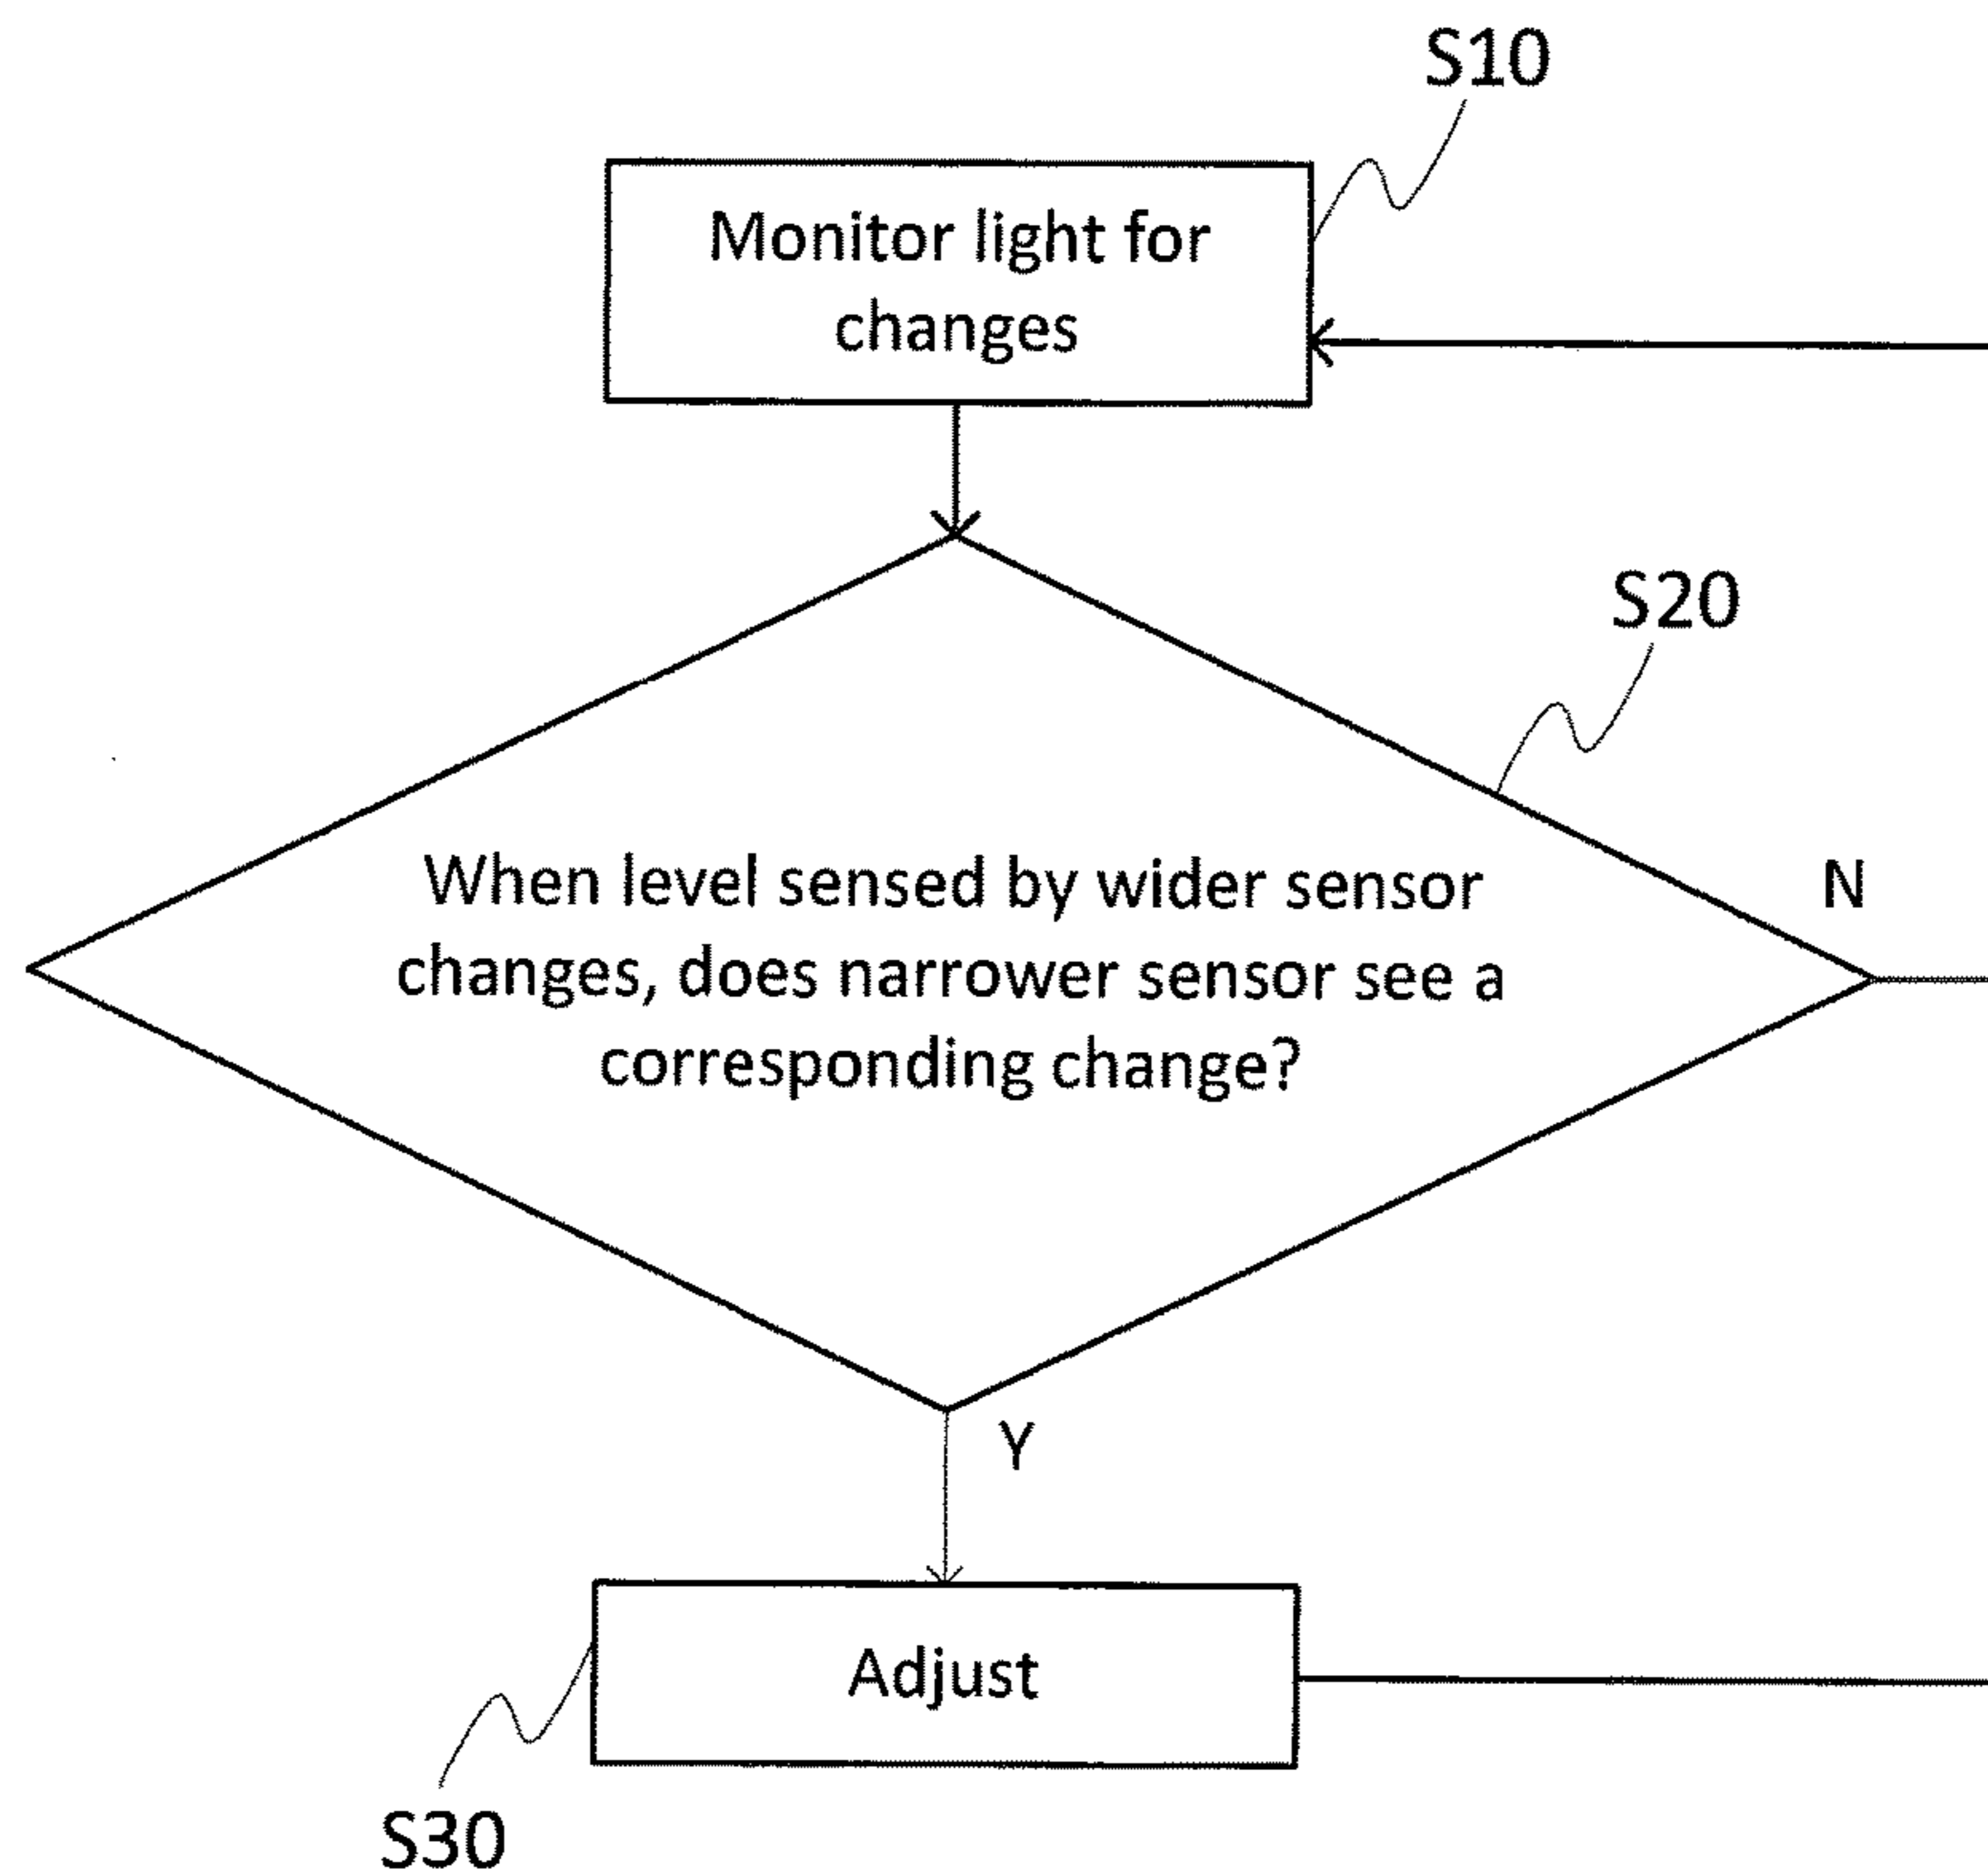 S10
Monitor light for
changes
S20
When level sensed by wider sensor
changes, does narrower sensor see a
corresponding change?
N
Y
Adjust
S30